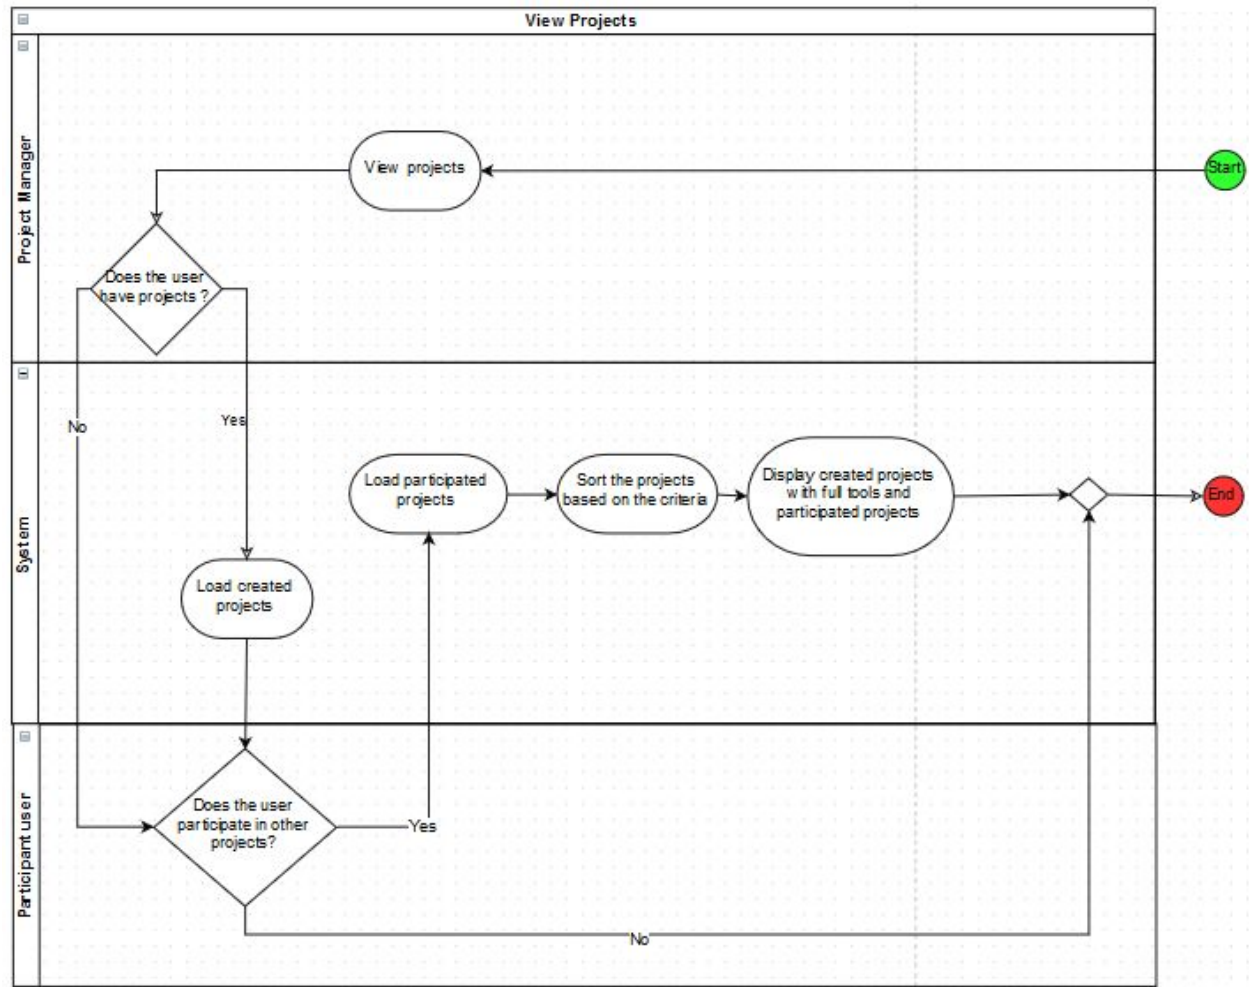 View Projects
Project Manager
View projects
Start
Does the user
have projects ?
System
No
Yes
Load participated
projects
Sort the projects
based on the criteria
Display created projects
with full tools and
participated projects
End
Load created
projects
Participant user
Does the user
participate in other
projects?
Yes
No